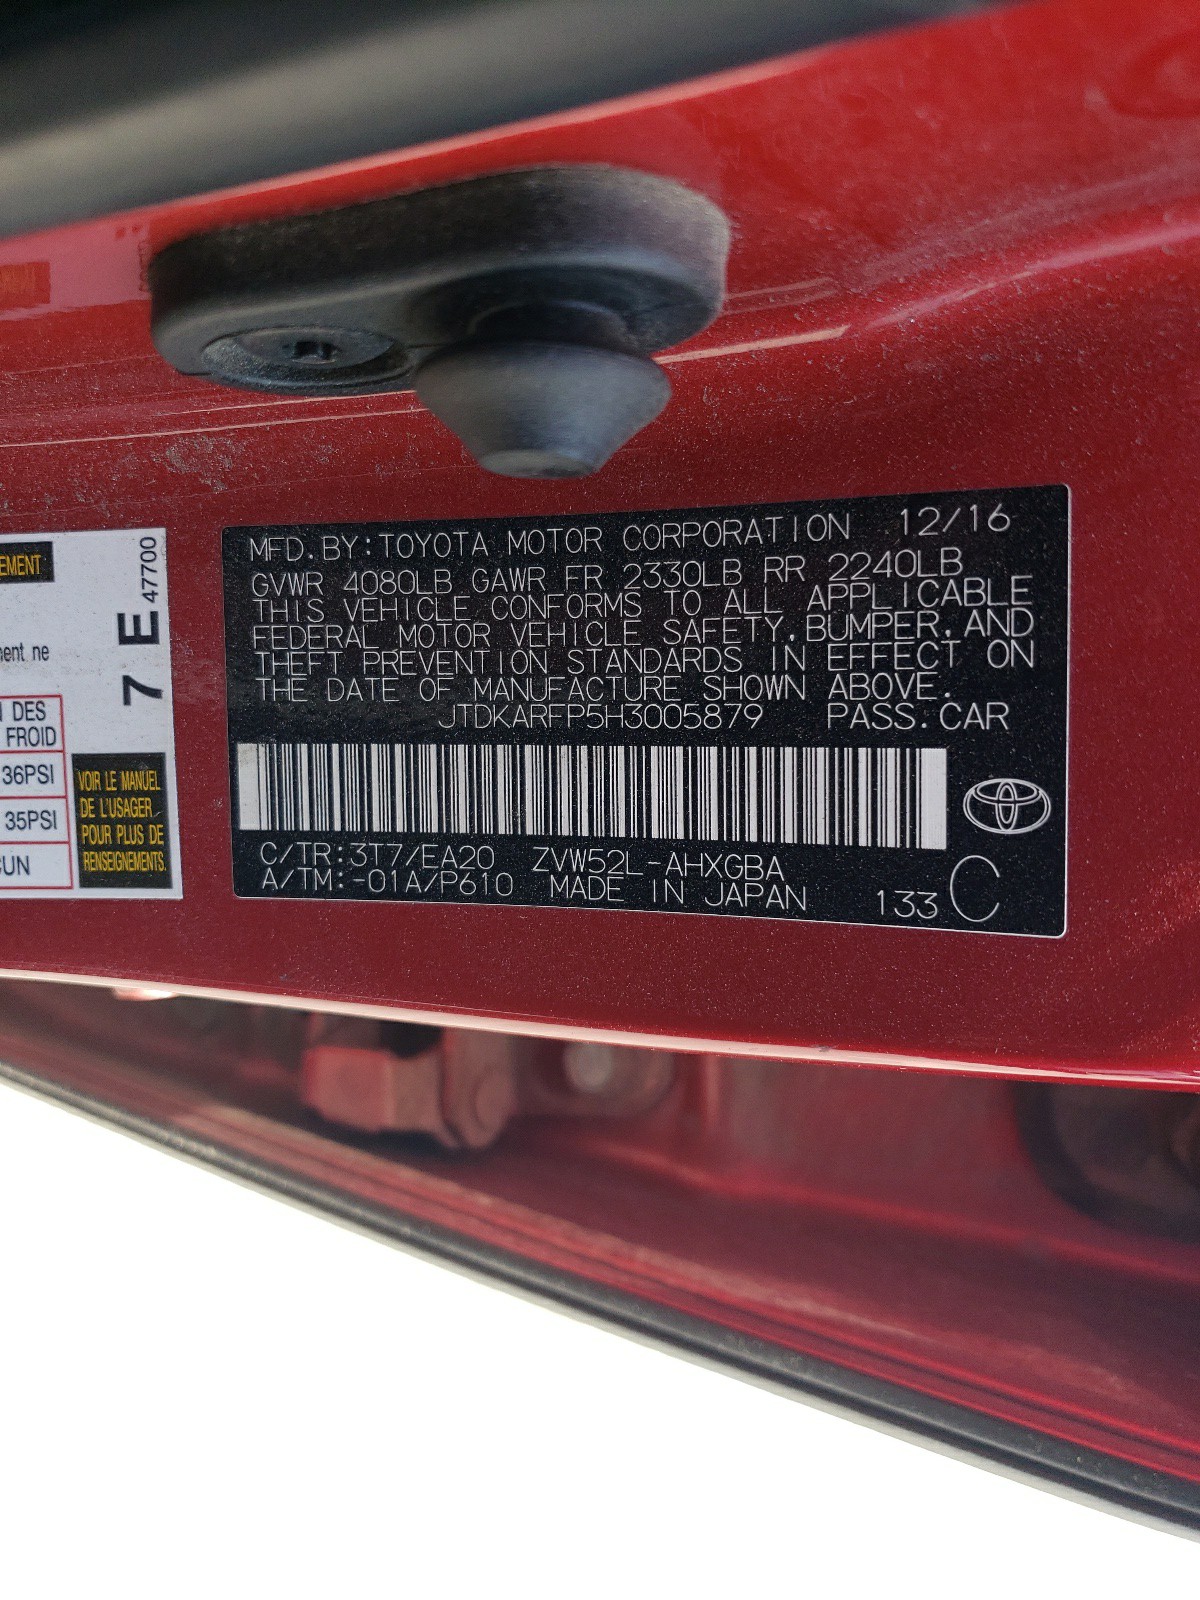 EMENT
7 E 47700
ment ne
DES
FROID
36PSI
35PSI
CUN
VOIR LE MANUEL
DE L'USAGER
POUR PLUS DE
RENSEIGNEMENTS.
MFD.BY:TOYOTA MOTOR CORPORATION 12/16
GVWR 4080LB GAWR FR 2330LB RR 2240LB
THIS VEHICLE CONFORMS TO ALL APPLICABLE
FEDERAL MOTOR VEHICLE SAFETY,BUMPER,AND
THEFT PREVENTION STANDARDS IN EFFECT ON
THE DATE OF MANUFACTURE SHOWN ABOVE.
JTDKARFP5H3005879 PASS.CAR
C/TR:3T7/EA20 ZVW52L-AHXGBA
A/TM:-01A/P610 MADE IN JAPAN 133 C